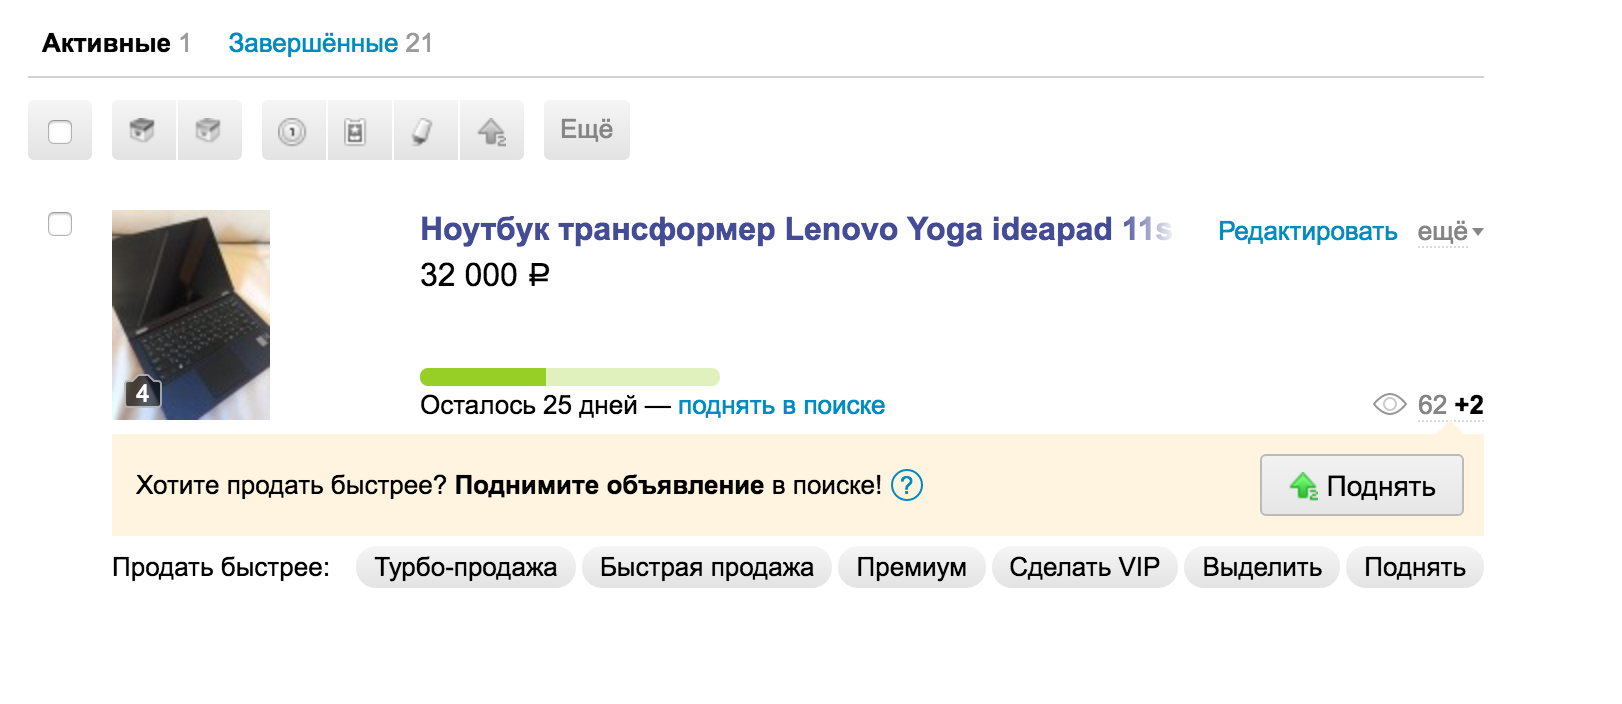 Активные 1 Завершённые 21
Ещё
Ноутбук трансформер Lenovo Yoga ideapad 11s Редактировать ещё
32 000 ₽
4
Осталось 25 дней — поднять в поиске 62 +2
Хотите продать быстрее? Поднимите объявление в поиске! ? Поднять
Продать быстрее: Турбо-продажа Быстрая продажа Премиум Сделать VIP Выделить Поднять